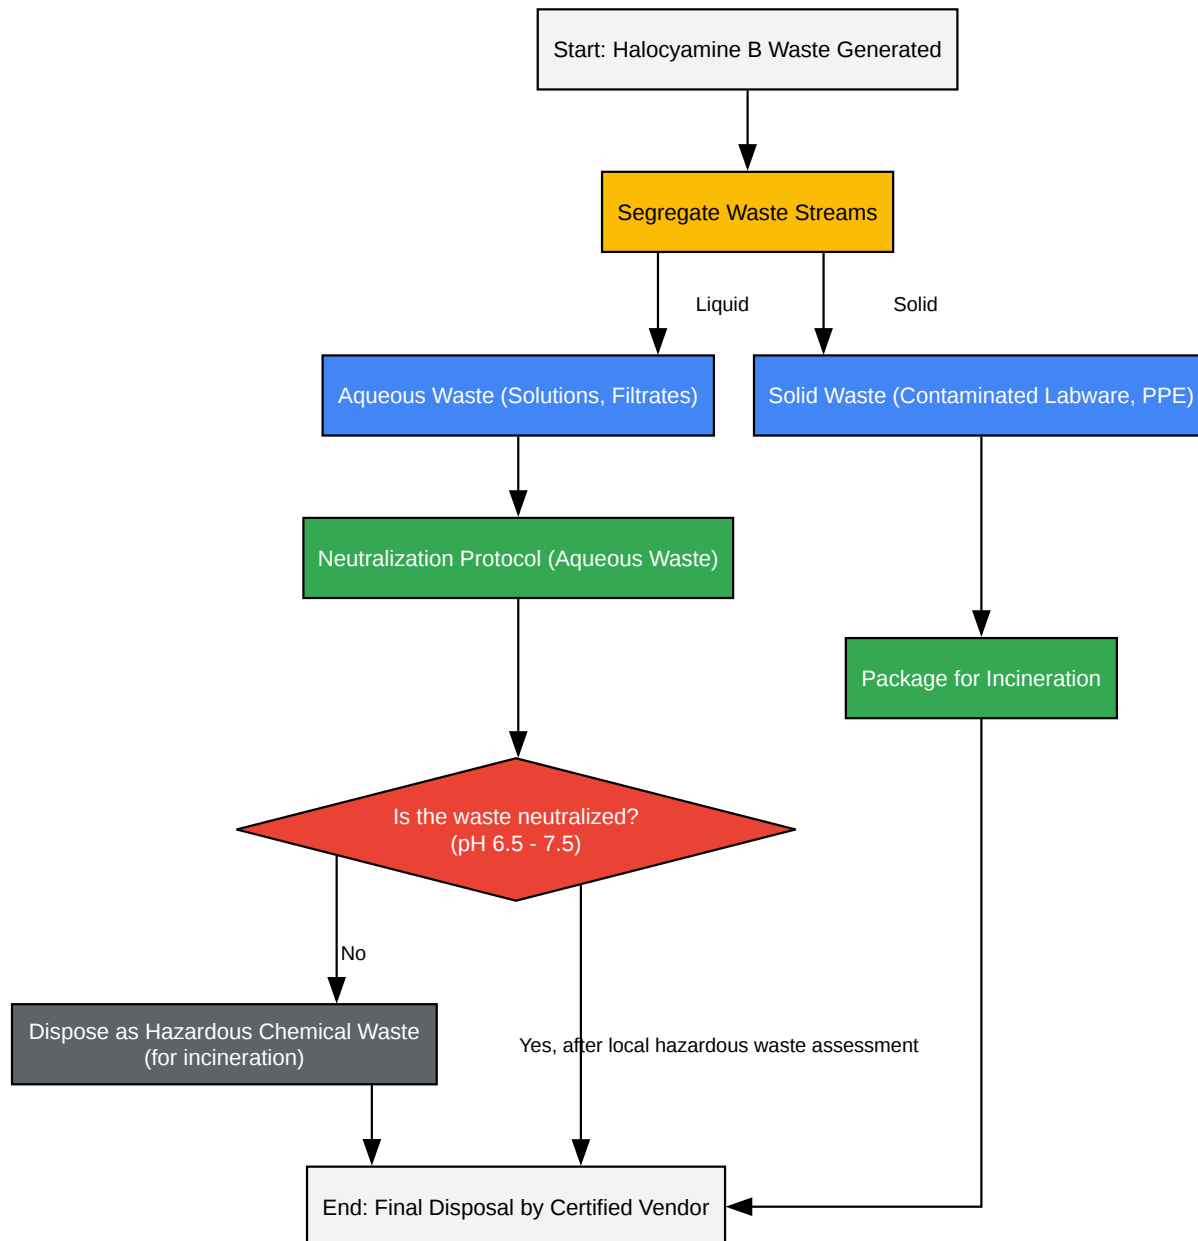 Start: Halocyamine B Waste Generated
Segregate Waste Streams
Liquid
Solid
Aqueous Waste (Solutions, Filtrates)
Solid Waste (Contaminated Labware, PPE)
Neutralization Protocol (Aqueous Waste)
Package for Incineration
Is the waste neutralized?
(pH 6.5 - 7.5)
No
Dispose as Hazardous Chemical Waste
(for incineration)
Yes, after local hazardous waste assessment
End: Final Disposal by Certified Vendor